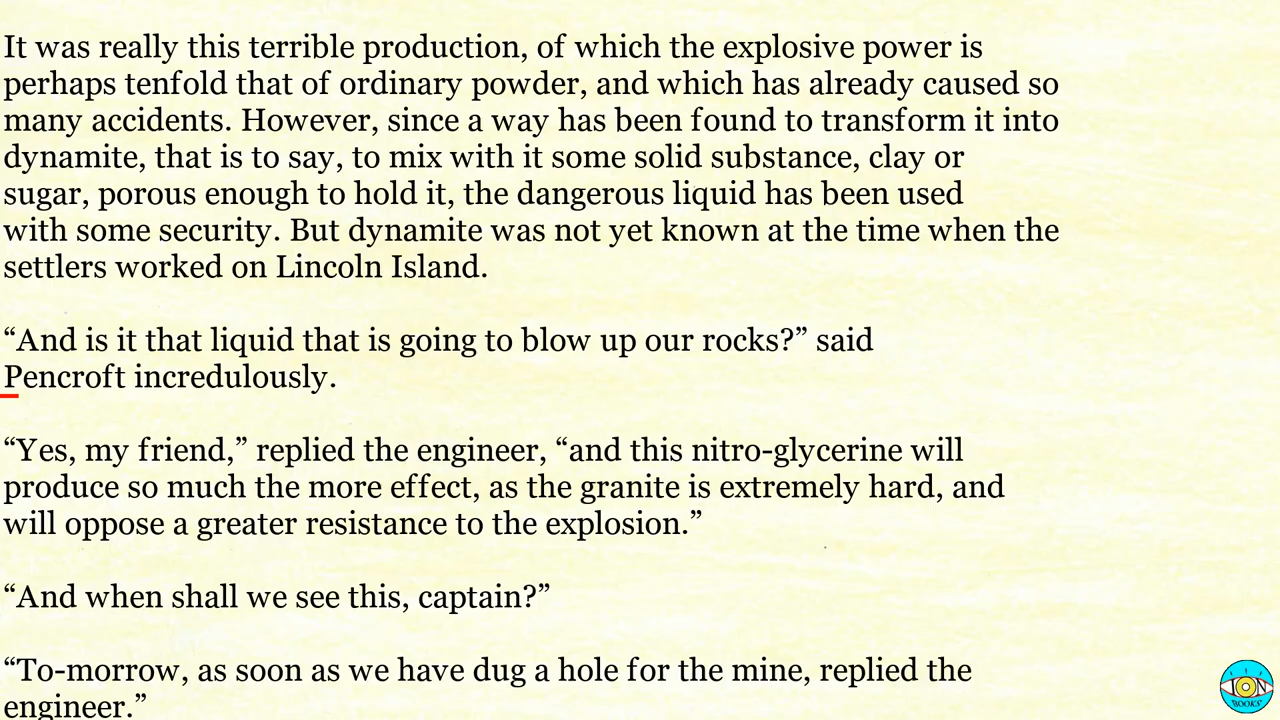 It was really this terrible production, of which the explosive power is
perhaps tenfold that of ordinary powder, and which has already caused so
many accidents. However, since a way has been found to transform it into
dynamite, that is to say, to mix with it some solid substance, clay or
sugar, porous enough to hold it, the dangerous liquid has been used
with some security. But dynamite was not yet known at the time when the
settlers worked on Lincoln Island.
“And is it that liquid that is going to blow up our rocks?” said
Pencroft incredulously.
“Yes, my friend,” replied the engineer, “and this nitro-glycerine will
produce so much the more effect, as the granite is extremely hard, and
will oppose a greater resistance to the explosion.”
“And when shall we see this, captain?”
“To-morrow, as soon as we have dug a hole for the mine, replied the
engineer.”
ION
BOOKS